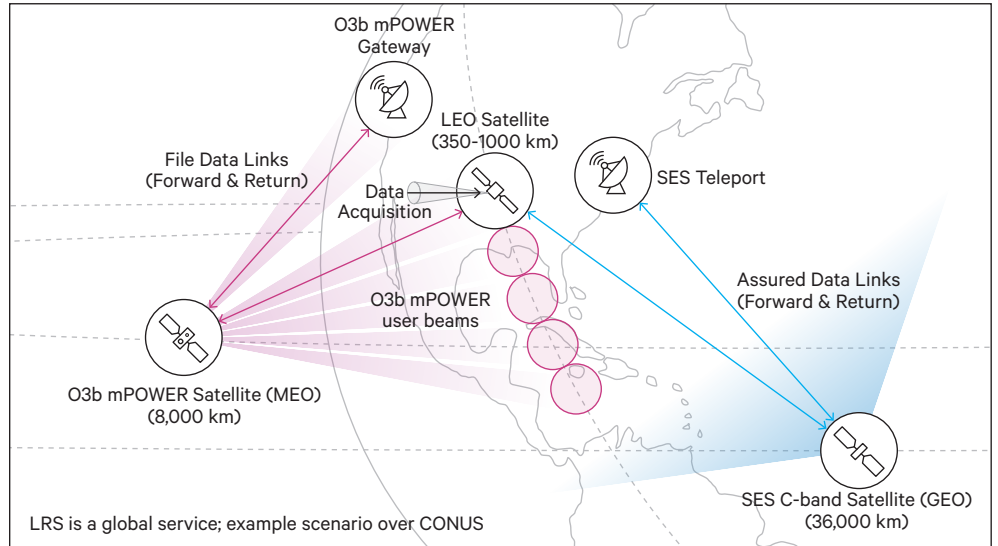 O3b mPOWER
Gateway
LEO Satellite
(350-1000 km)
File Data Links
(Forward & Return)
SES Teleport
Data
Acquisition
Assured Data Links
(Forward & Return)
O3b mPOWER
user beams
O3b mPOWER Satellite (MEO)
(8,000 km)
SES C-band Satellite (GEO)
(36,000 km)
LRS is a global service; example scenario over CONUS